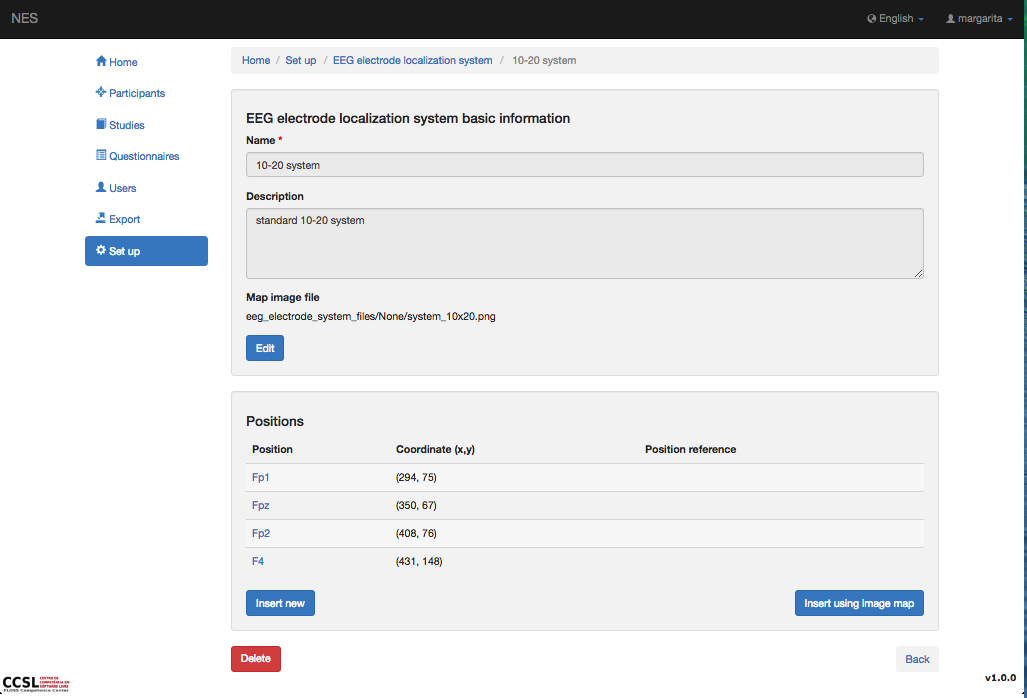 NES
English
margarita
Home
Participants
Studies
Questionnaires
Users
Export
Set up
Home / Set up / EEG electrode localization system / 10-20 system
EEG electrode localization system basic information
Name *
10-20 system
Description
standard 10-20 system
Map image file
eeg_electrode_system_files/None/system_10x20.png
Edit
Positions
Position Coordinate (x,y) Position reference
Fp1 (294, 75)
Fpz (350, 67)
Fp2 (408, 76)
F4 (431, 148)
Insert new Insert using image map
Delete Back
CCSL CENTRO DE
COMPETÊNCIA EM
SOFTWARE LIVRE
FLOSS Competence Center
v1.0.0